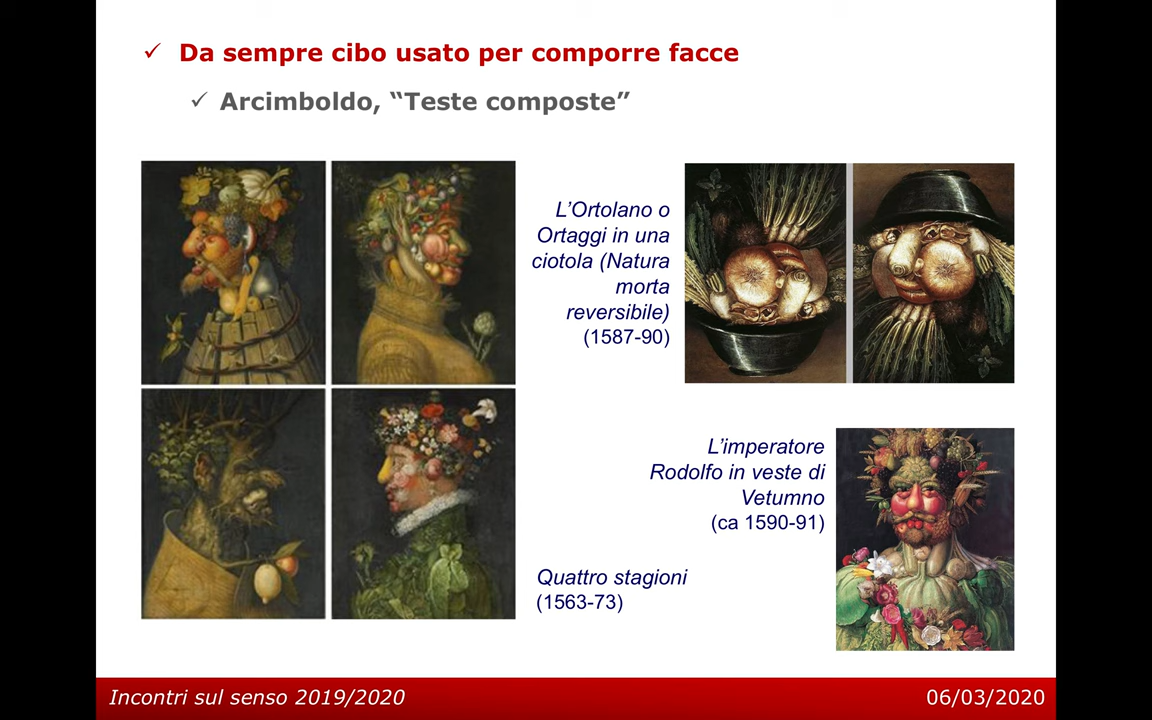 Da sempre cibo usato per comporre facce
Arcimboldo, “Teste composte”
L’Ortolano o
Ortaggi in una
ciotola (Natura
morta
reversibile)
(1587-90)
L’imperatore
Rodolfo in veste di
Vetumno
(ca 1590-91)
Quattro stagioni
(1563-73)
Incontri sul senso 2019/2020
06/03/2020